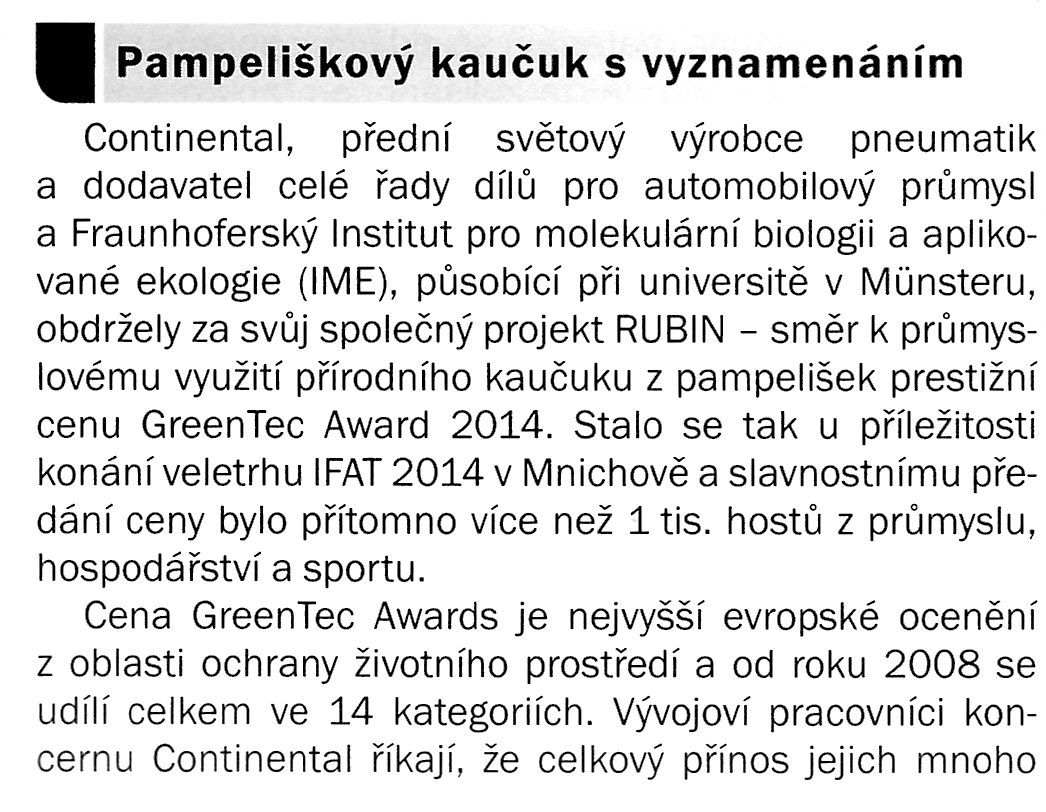 Pampeliškový kaučuk s vyznamenáním
Continental, přední světový výrobce pneumatik
a dodavatel celé řady dílů pro automobilový průmysl
a Fraunhoferský Institut pro molekulární biologii a apliko-
vané ekologie (IME), působící při universitě v Münsteru,
obdržely za svůj společný projekt RUBIN – směr k průmys-
lovému využití přírodního kaučuku z pampelišek prestižní
cenu GreenTec Award 2014. Stalo se tak u příležitosti
konání veletrhu IFAT 2014 v Mnichově a slavnostnímu pře-
dání ceny bylo přítomno více než 1 tis. hostů z průmyslu,
hospodářství a sportu.
Cena GreenTec Awards je nejvyšší evropské ocenění
z oblasti ochrany životního prostředí a od roku 2008 se
udílí celkem ve 14 kategoriích. Vývojoví pracovníci kon-
cernu Continental říkají, že celkový přínos jejich mnoho